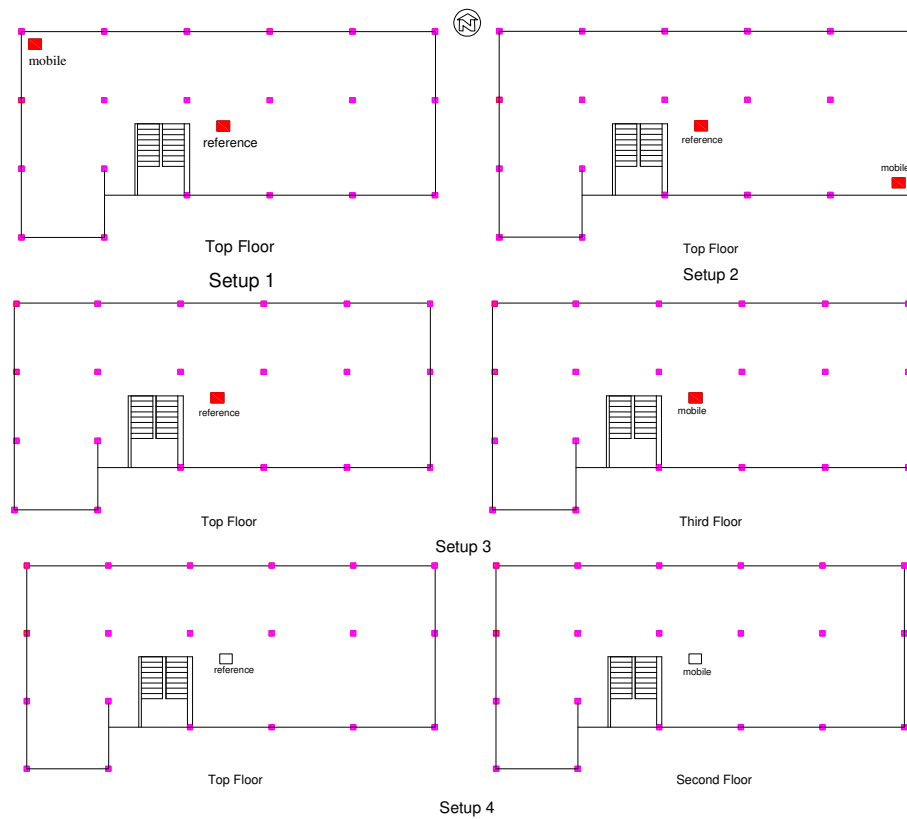 N
mobile
reference
Top Floor
Setup 1
reference
mobile
Top Floor
Setup 2
reference
Top Floor
mobile
Third Floor
Setup 3
reference
Top Floor
mobile
Second Floor
Setup 4